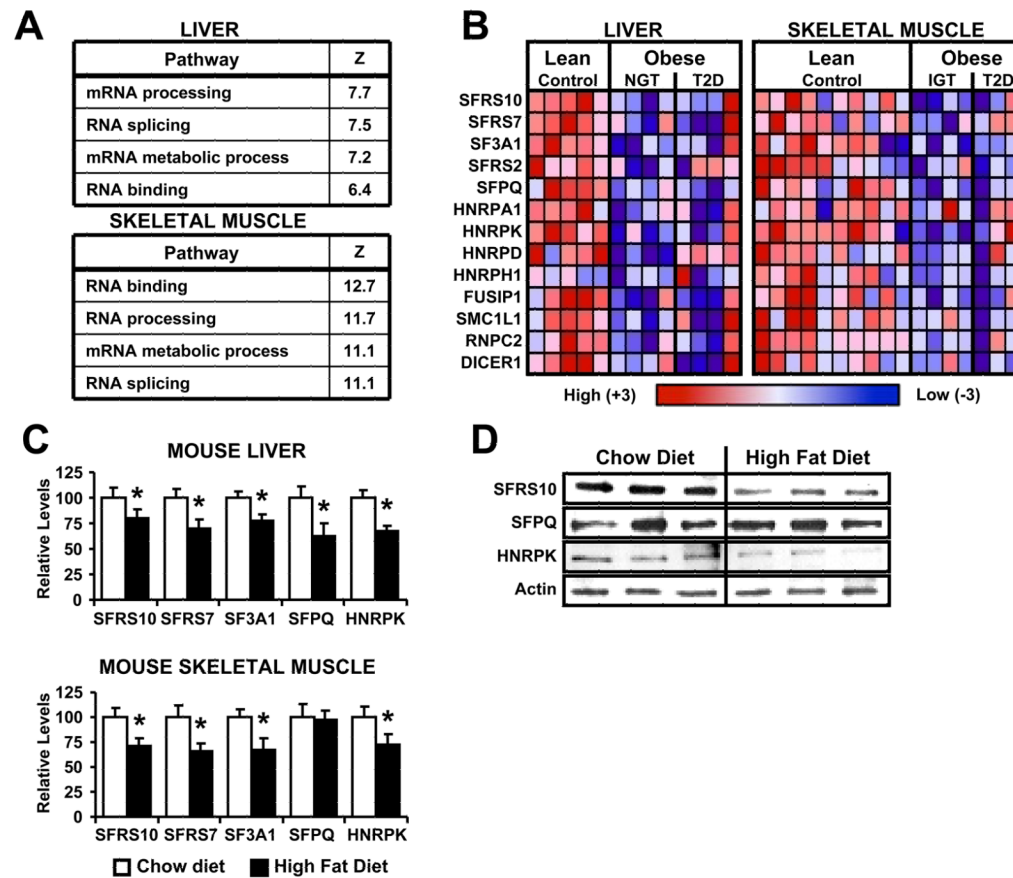 A
LIVER
Pathway Z
mRNA processing 7.7
RNA splicing 7.5
mRNA metabolic process 7.2
RNA binding 6.4
SKELETAL MUSCLE
Pathway Z
RNA binding 12.7
RNA processing 11.7
mRNA metabolic process 11.1
RNA splicing 11.1
B
LIVER SKELETAL MUSCLE
Lean Obese Lean Obese
Control NGT T2D Control IGT T2D
SFRS10
SFRS7
SF3A1
SFRS2
SFPQ
HNRPA1
HNRPK
HNRPD
HNRPH1
FUSIP1
SMC1L1
RNPC2
DICER1
High (+3) Low (-3)
C
MOUSE LIVER
Relative Levels
125
100
75
50
25
0
* * * * *
SFRS10 SFRS7 SF3A1 SFPQ HNRPK
MOUSE SKELETAL MUSCLE
Relative Levels
125
100
75
50
25
0
* * * *
SFRS10 SFRS7 SF3A1 SFPQ HNRPK
Chow diet High Fat Diet
D
Chow Diet High Fat Diet
SFRS10
SFPQ
HNRPK
Actin